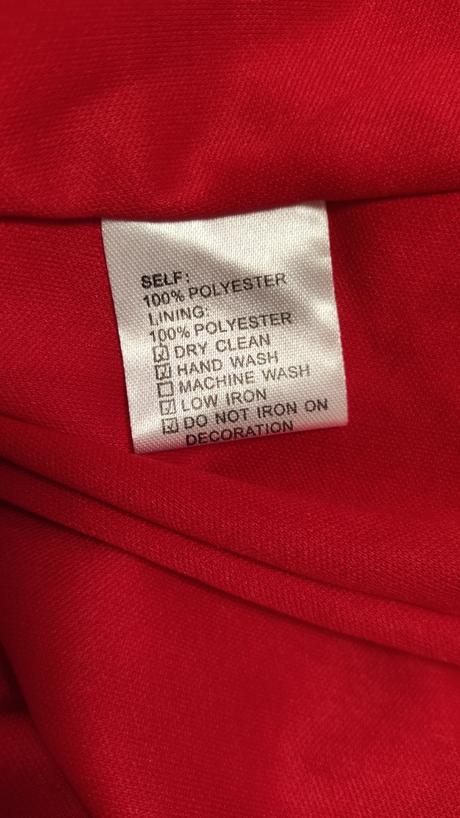 SELF:
100% POLYESTER
LINING:
100% POLYESTER
☑ DRY CLEAN
☑ HAND WASH
☐ MACHINE WASH
☑ LOW IRON
☑ DO NOT IRON ON
DECORATION